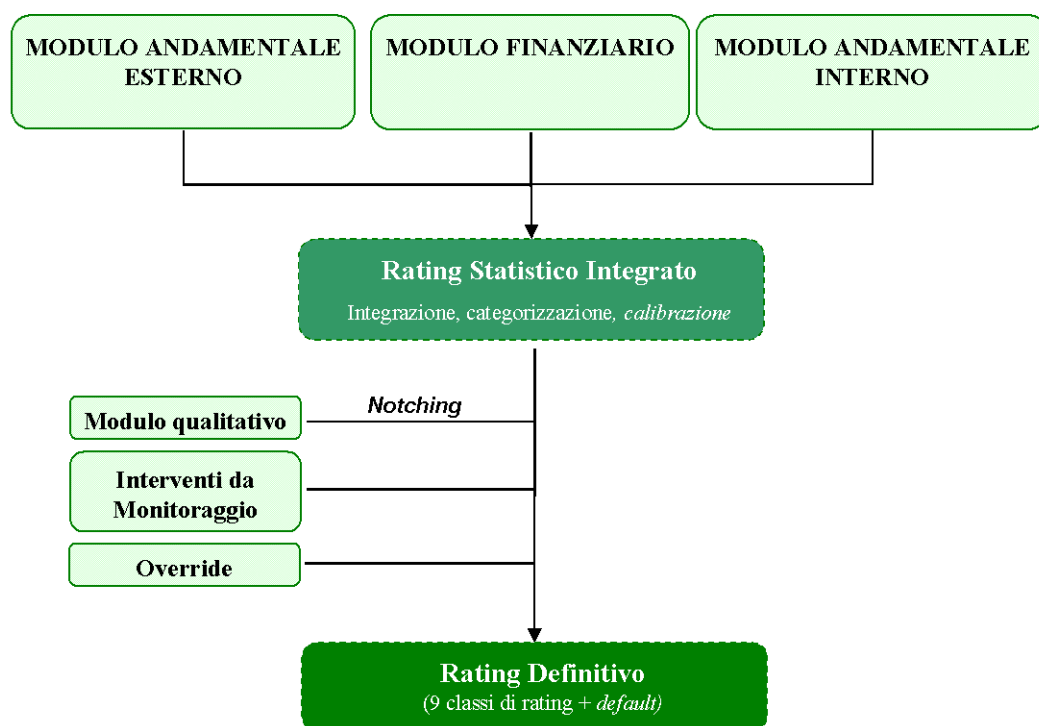 MODULO ANDAMENTALE
ESTERNO
MODULO FINANZIARIO
MODULO ANDAMENTALE
INTERNO
Rating Statistico Integrato
Integrazione, categorizzazione, calibrazione
Notching
Modulo qualitativo
Interventi da
Monitoraggio
Override
Rating Definitivo
(9 classi di rating + default)